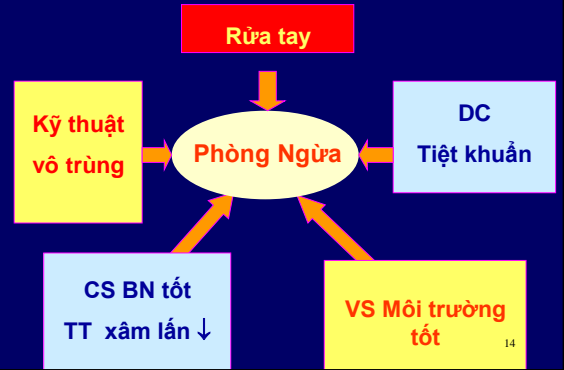 Rửa tay
Kỹ thuật
vô trùng
Phòng Ngừa
DC
Tiệt khuẩn
CS BN tốt
TT xâm lấn ↓
VS Môi trường
tốt
14